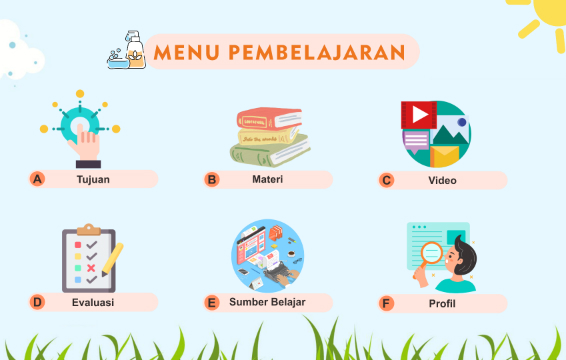 MENU PEMBELAJARAN
A Tujuan
B Materi
C Video
D Evaluasi
E Sumber Belajar
F Profil